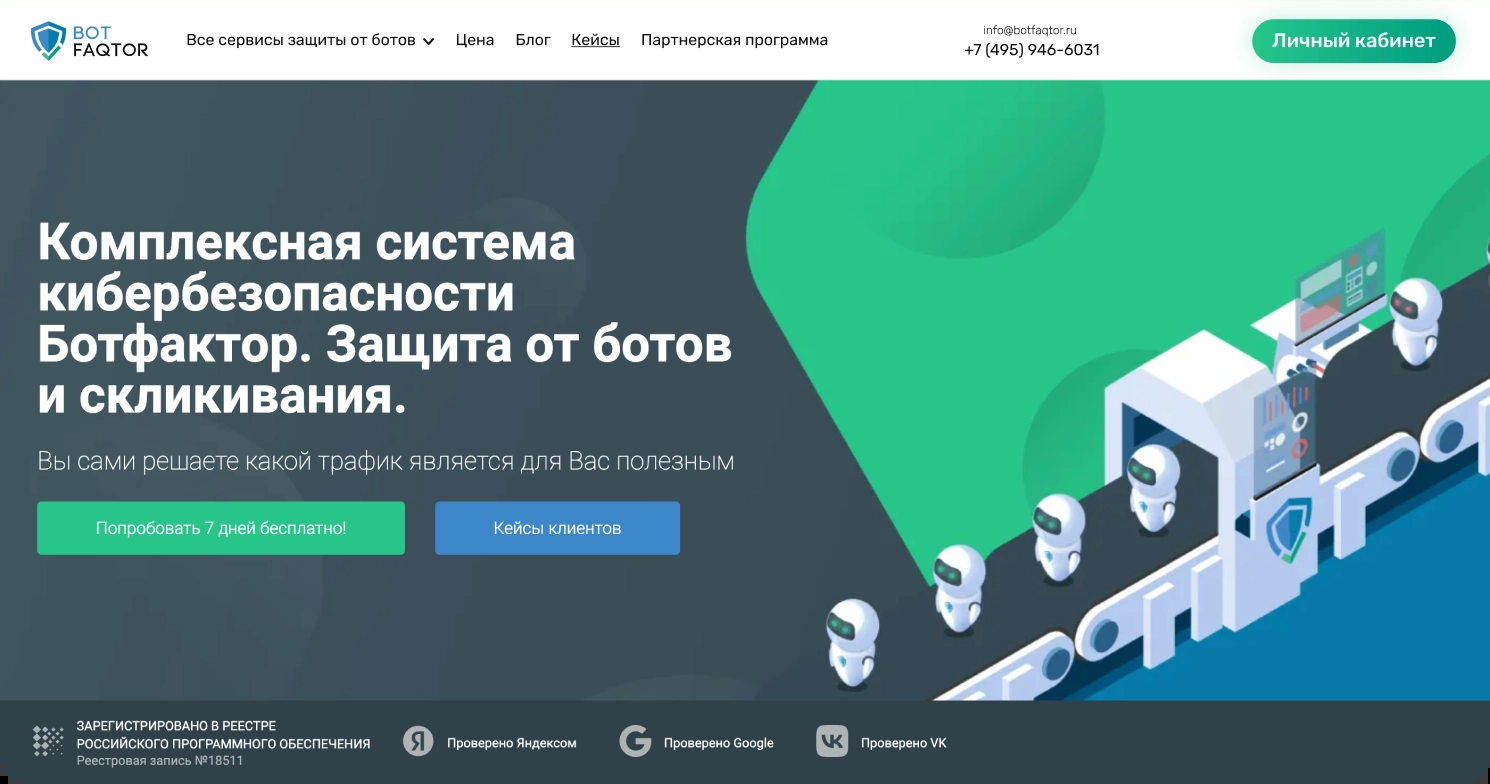 BOT
FAQTOR
Все сервисы защиты от ботов
Цена
Блог
Кейсы
Партнерская программа
info@botfaqtor.ru
+7 (495) 946-6031
Личный кабинет
Комплексная система
кибербезопасности
Ботфактор. Защита от ботов
и скликивания.
Вы сами решаете какой трафик является для Вас полезным
Попробовать 7 дней бесплатно!
Кейсы клиентов
ЗАРЕГИСТРИРОВАНО В РЕЕСТРЕ
РОССИЙСКОГО ПРОГРАММНОГО ОБЕСПЕЧЕНИЯ
Реестровая запись №18511
Я
Проверено Яндексом
G
Проверено Google
VK
Проверено VK